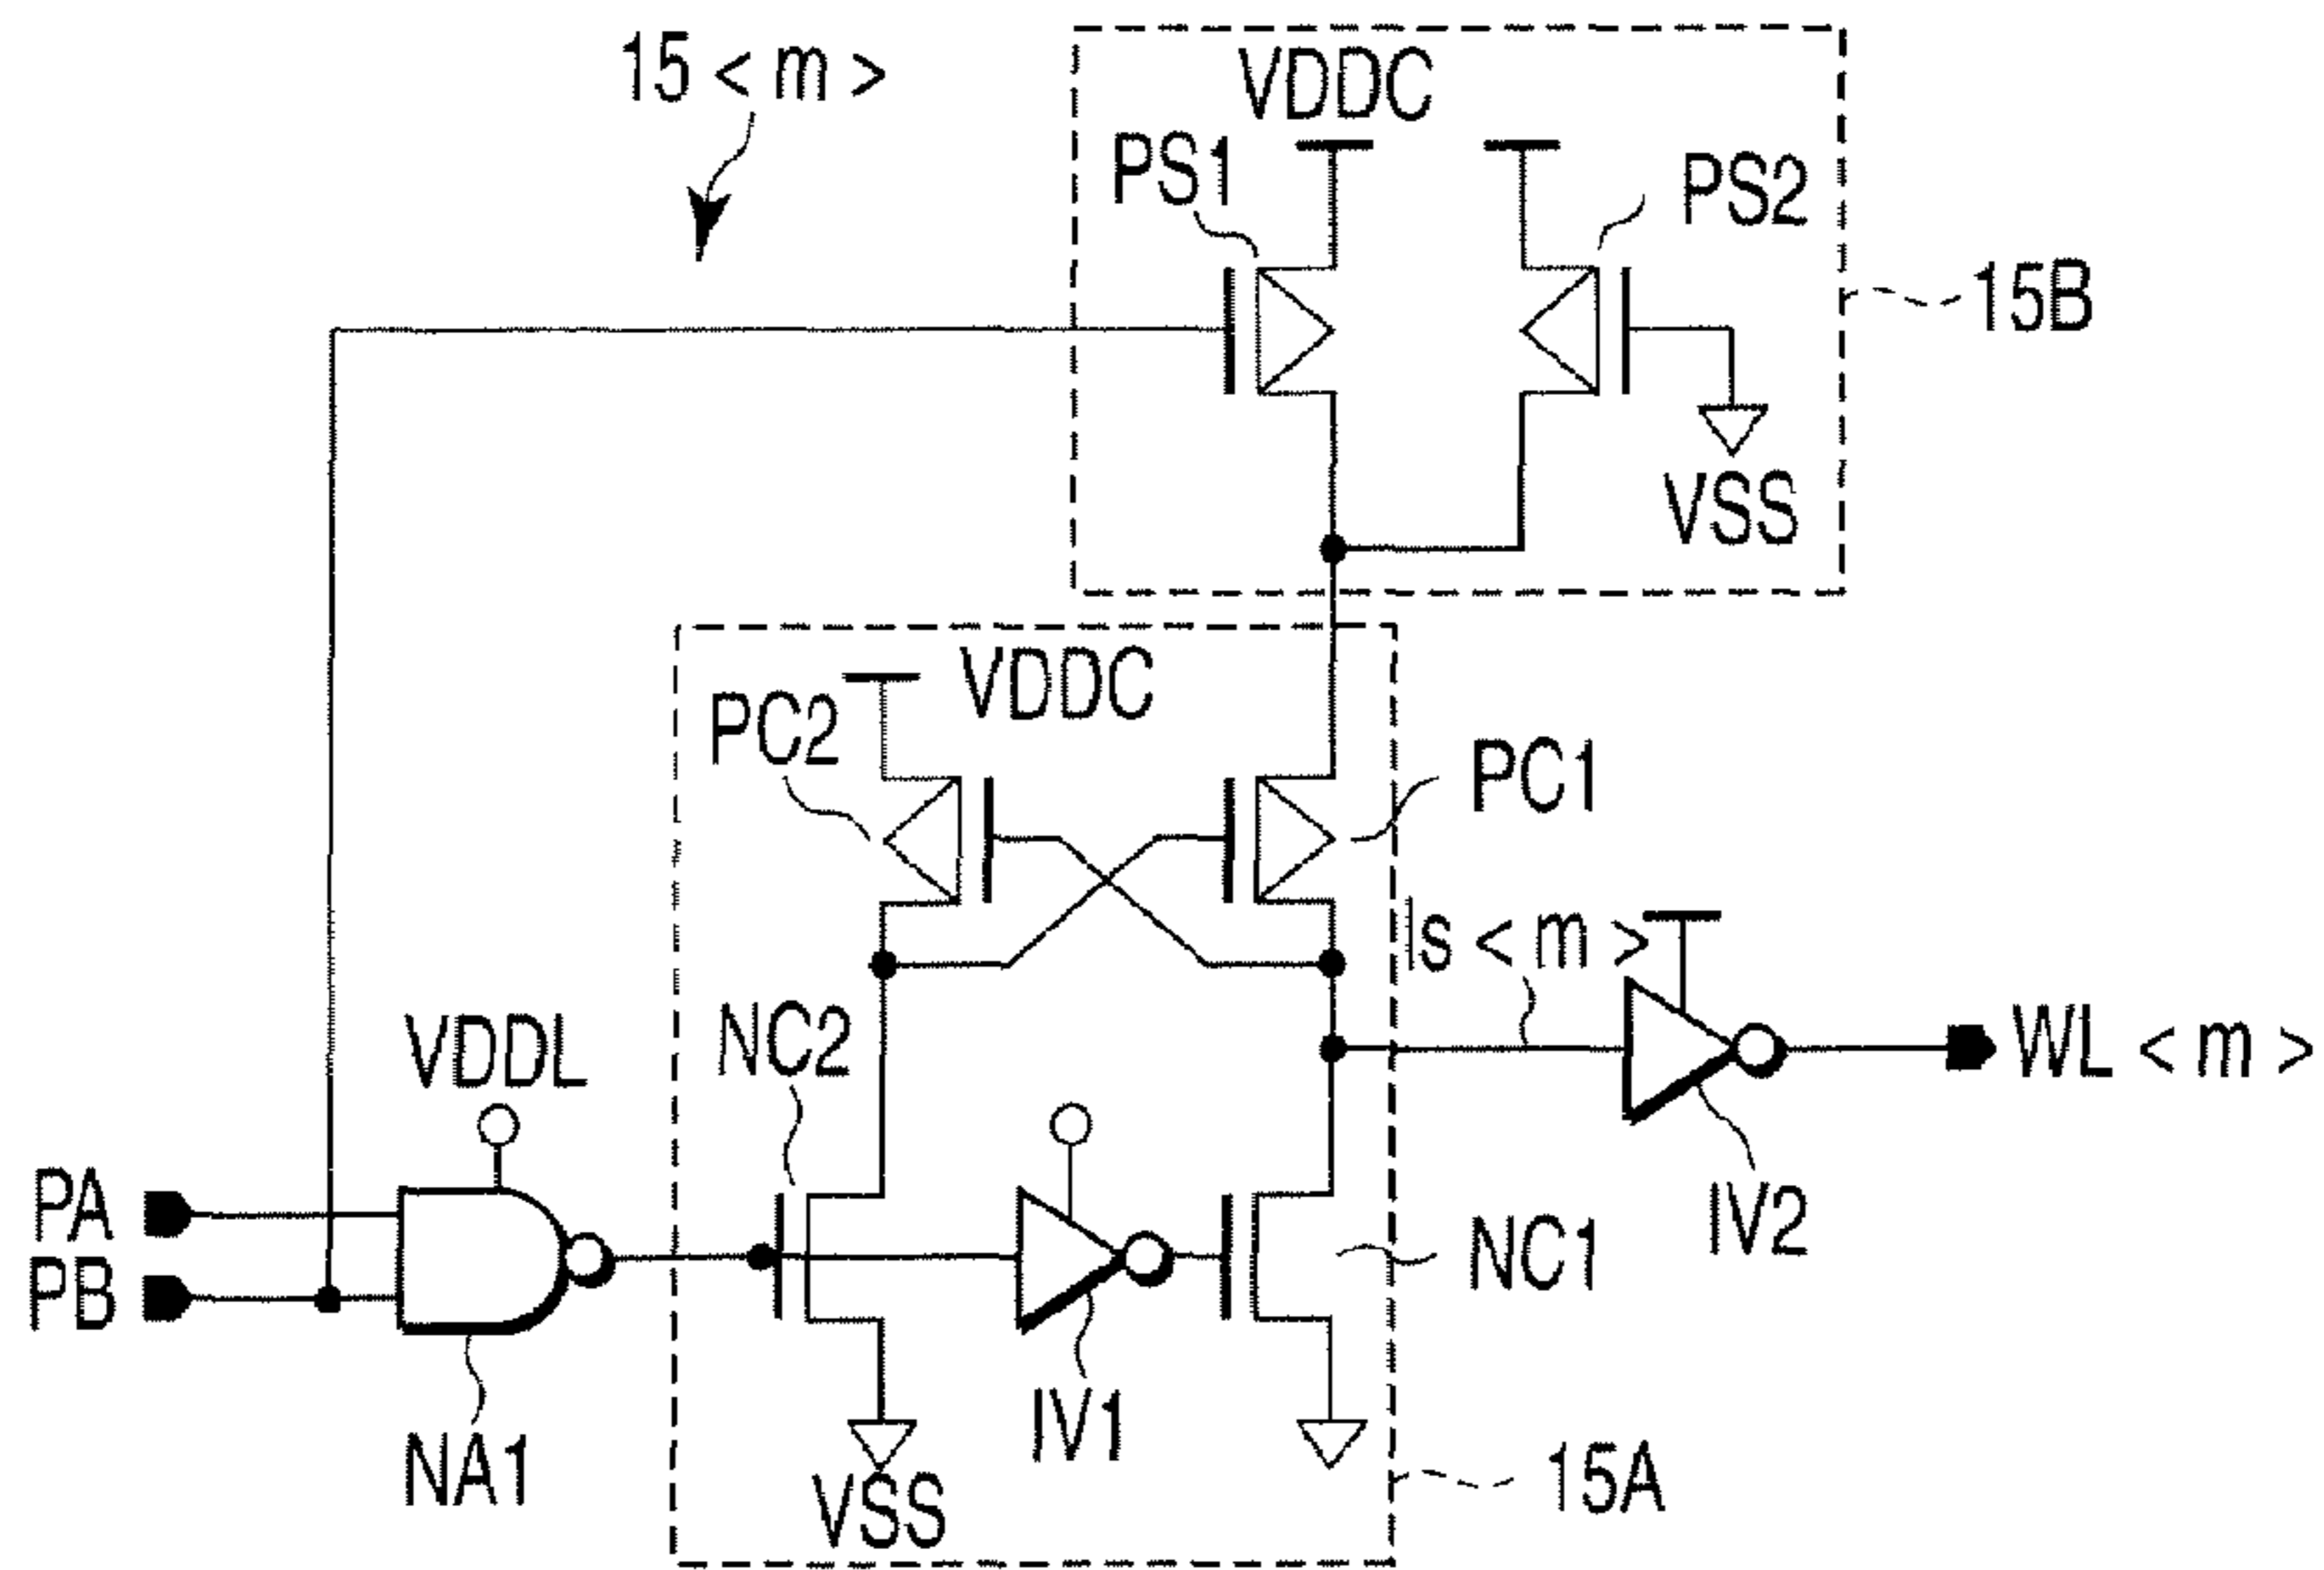 15 < m >
VDDC
PS1
PS2
15B
VSS
VDDC
PC2
PC1
ls < m >
NC2
VDDL
WL < m >
PA
PB
IV2
NC1
IV1
NA1
VSS
15A